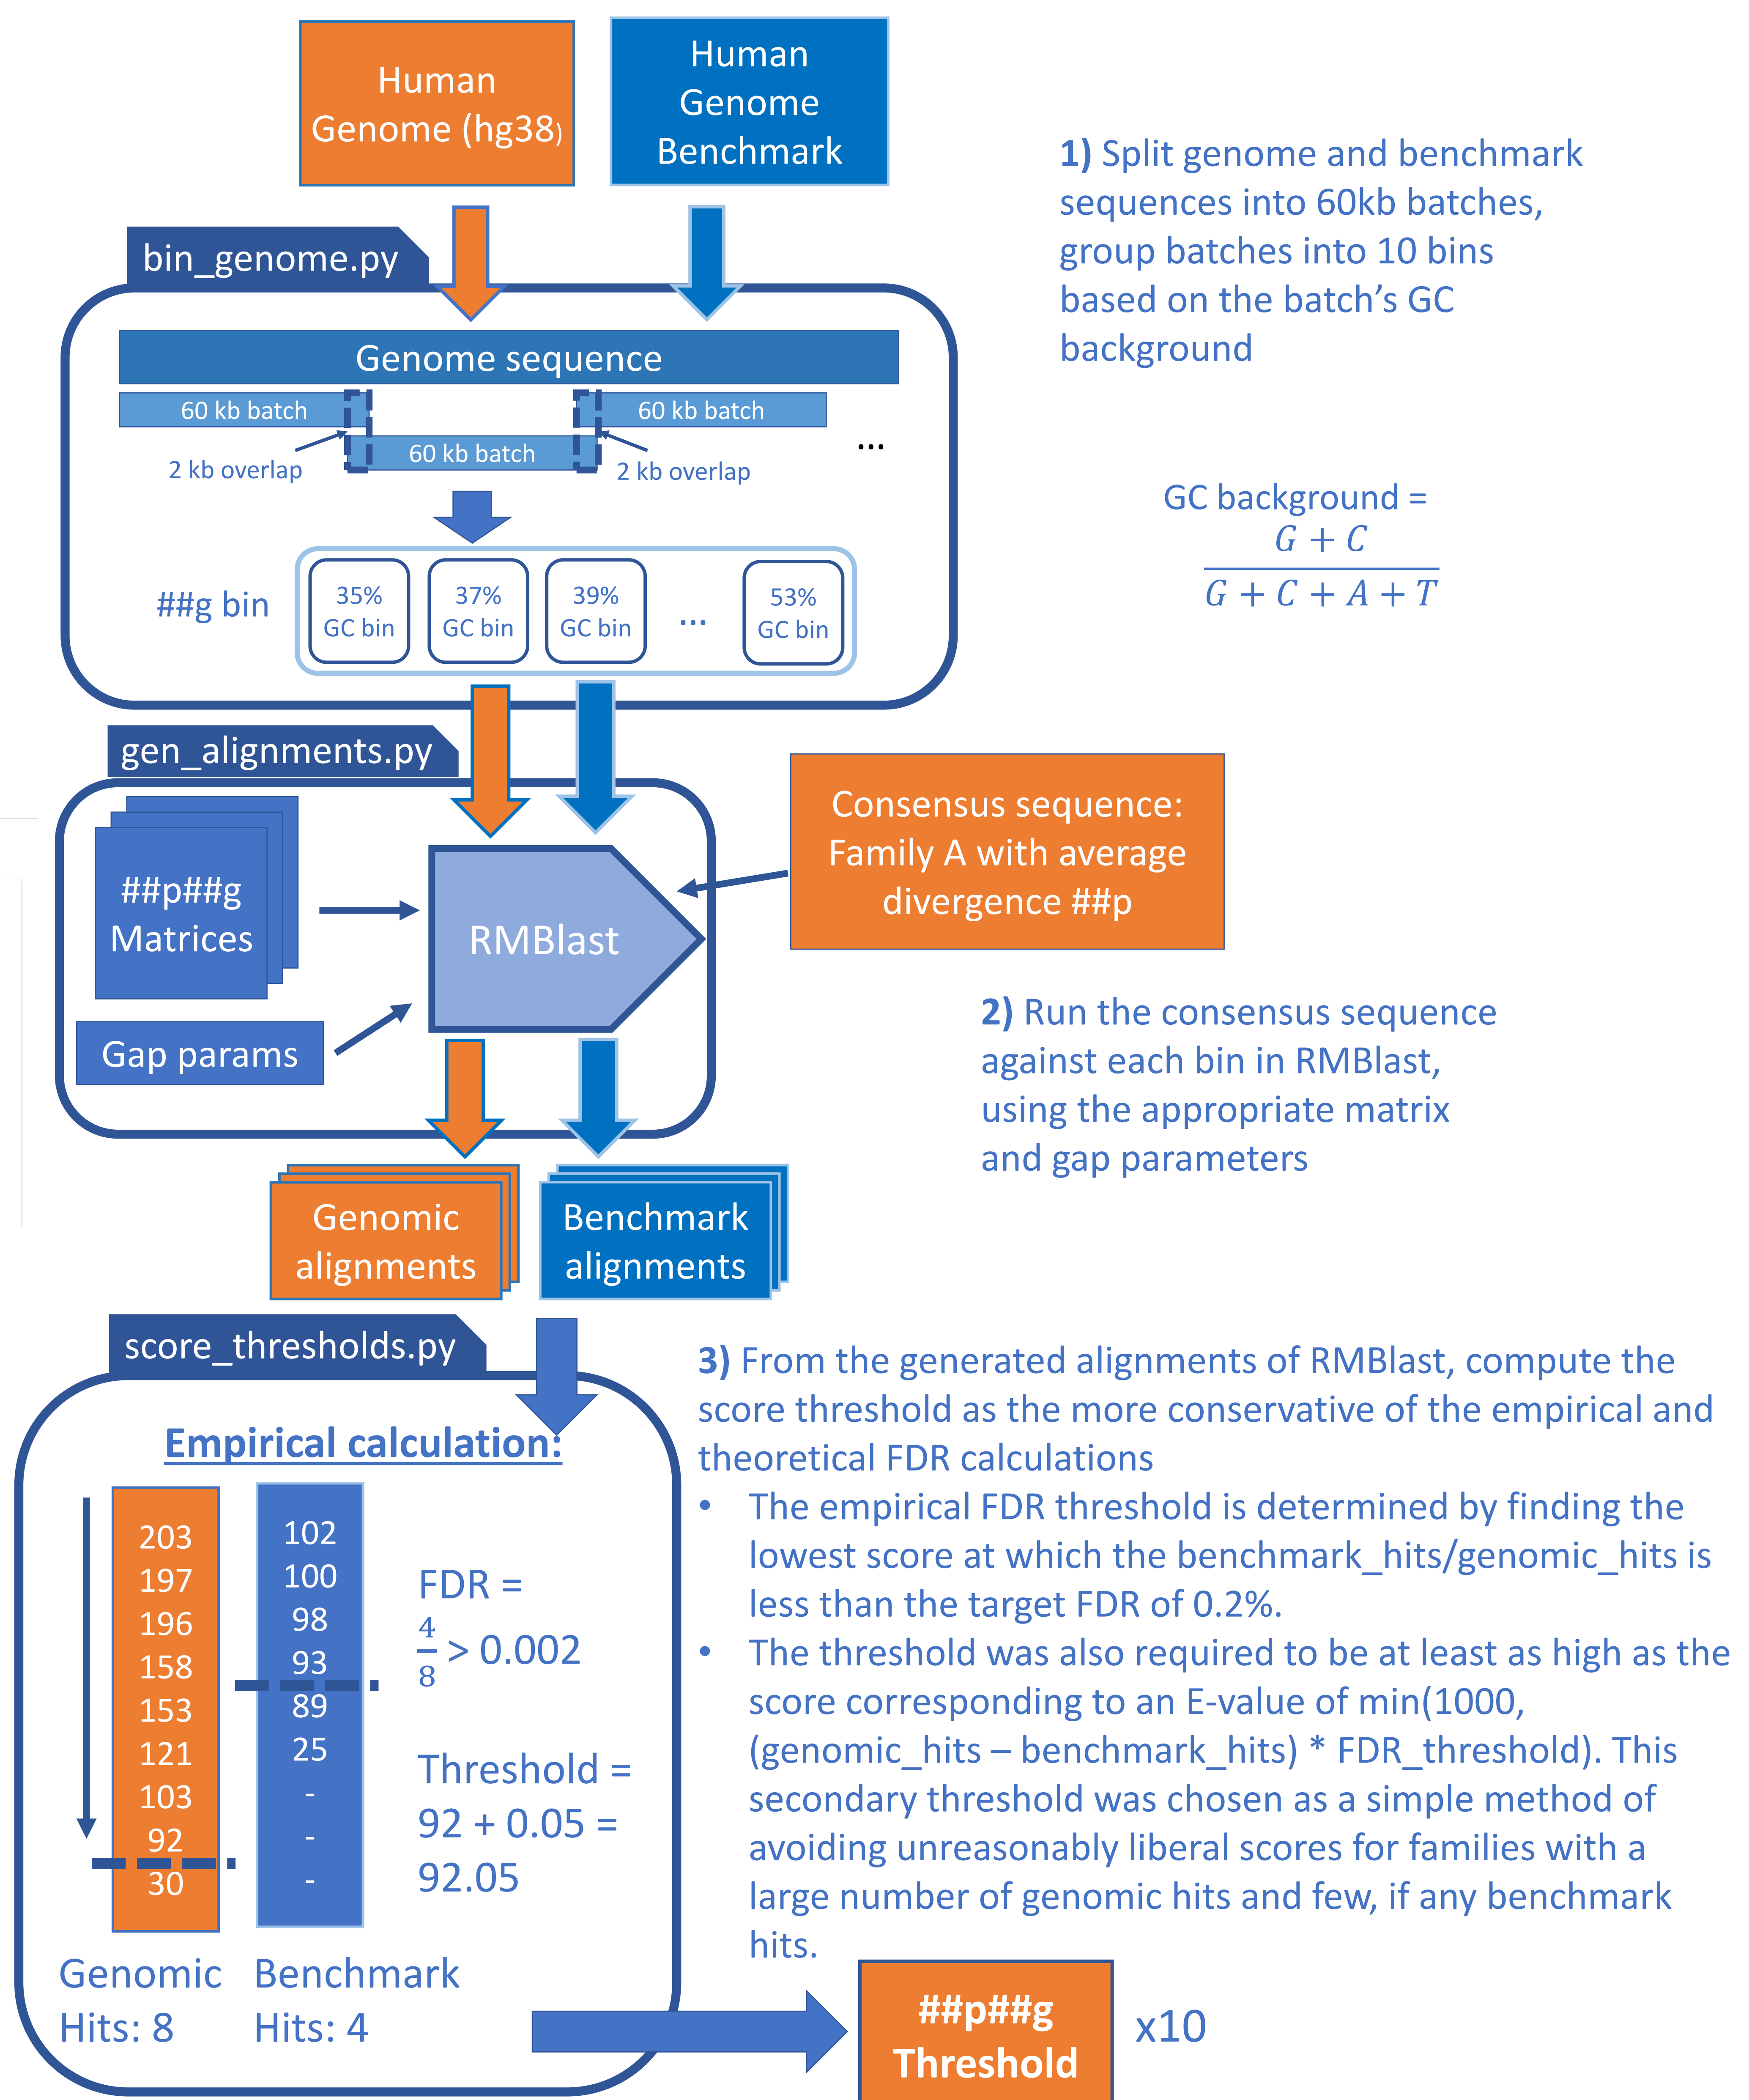 Human
Genome (hg38)
Human
Genome
Benchmark
1) Split genome and benchmark
sequences into 60kb batches,
group batches into 10 bins
based on the batch’s GC
background
bin_genome.py
Genome sequence
60 kb batch
60 kb batch
60 kb batch
...
2 kb overlap
2 kb overlap
GC background =
G + C
G + C + A + T
##g bin
35%
GC bin
37%
GC bin
39%
GC bin
...
53%
GC bin
gen_alignments.py
##p##g
Matrices
Gap params
RMBlast
Consensus sequence:
Family A with average
divergence ##p
2) Run the consensus sequence
against each bin in RMBlast,
using the appropriate matrix
and gap parameters
Genomic
alignments
Benchmark
alignments
score_thresholds.py
3) From the generated alignments of RMBlast, compute the
score threshold as the more conservative of the empirical and
theoretical FDR calculations
• The empirical FDR threshold is determined by finding the
lowest score at which the benchmark_hits/genomic_hits is
less than the target FDR of 0.2%.
• The threshold was also required to be at least as high as the
score corresponding to an E-value of min(1000,
(genomic_hits – benchmark_hits) * FDR_threshold). This
secondary threshold was chosen as a simple method of
avoiding unreasonably liberal scores for families with a
large number of genomic hits and few, if any benchmark
hits.
Empirical calculation:
203
197
196
158
153
121
103
92
30
102
100
98
93
89
25
-
-
-
FDR =
4
8
> 0.002
Threshold =
92 + 0.05 =
92.05
Genomic
Hits: 8
Benchmark
Hits: 4
##p##g
Threshold
x10